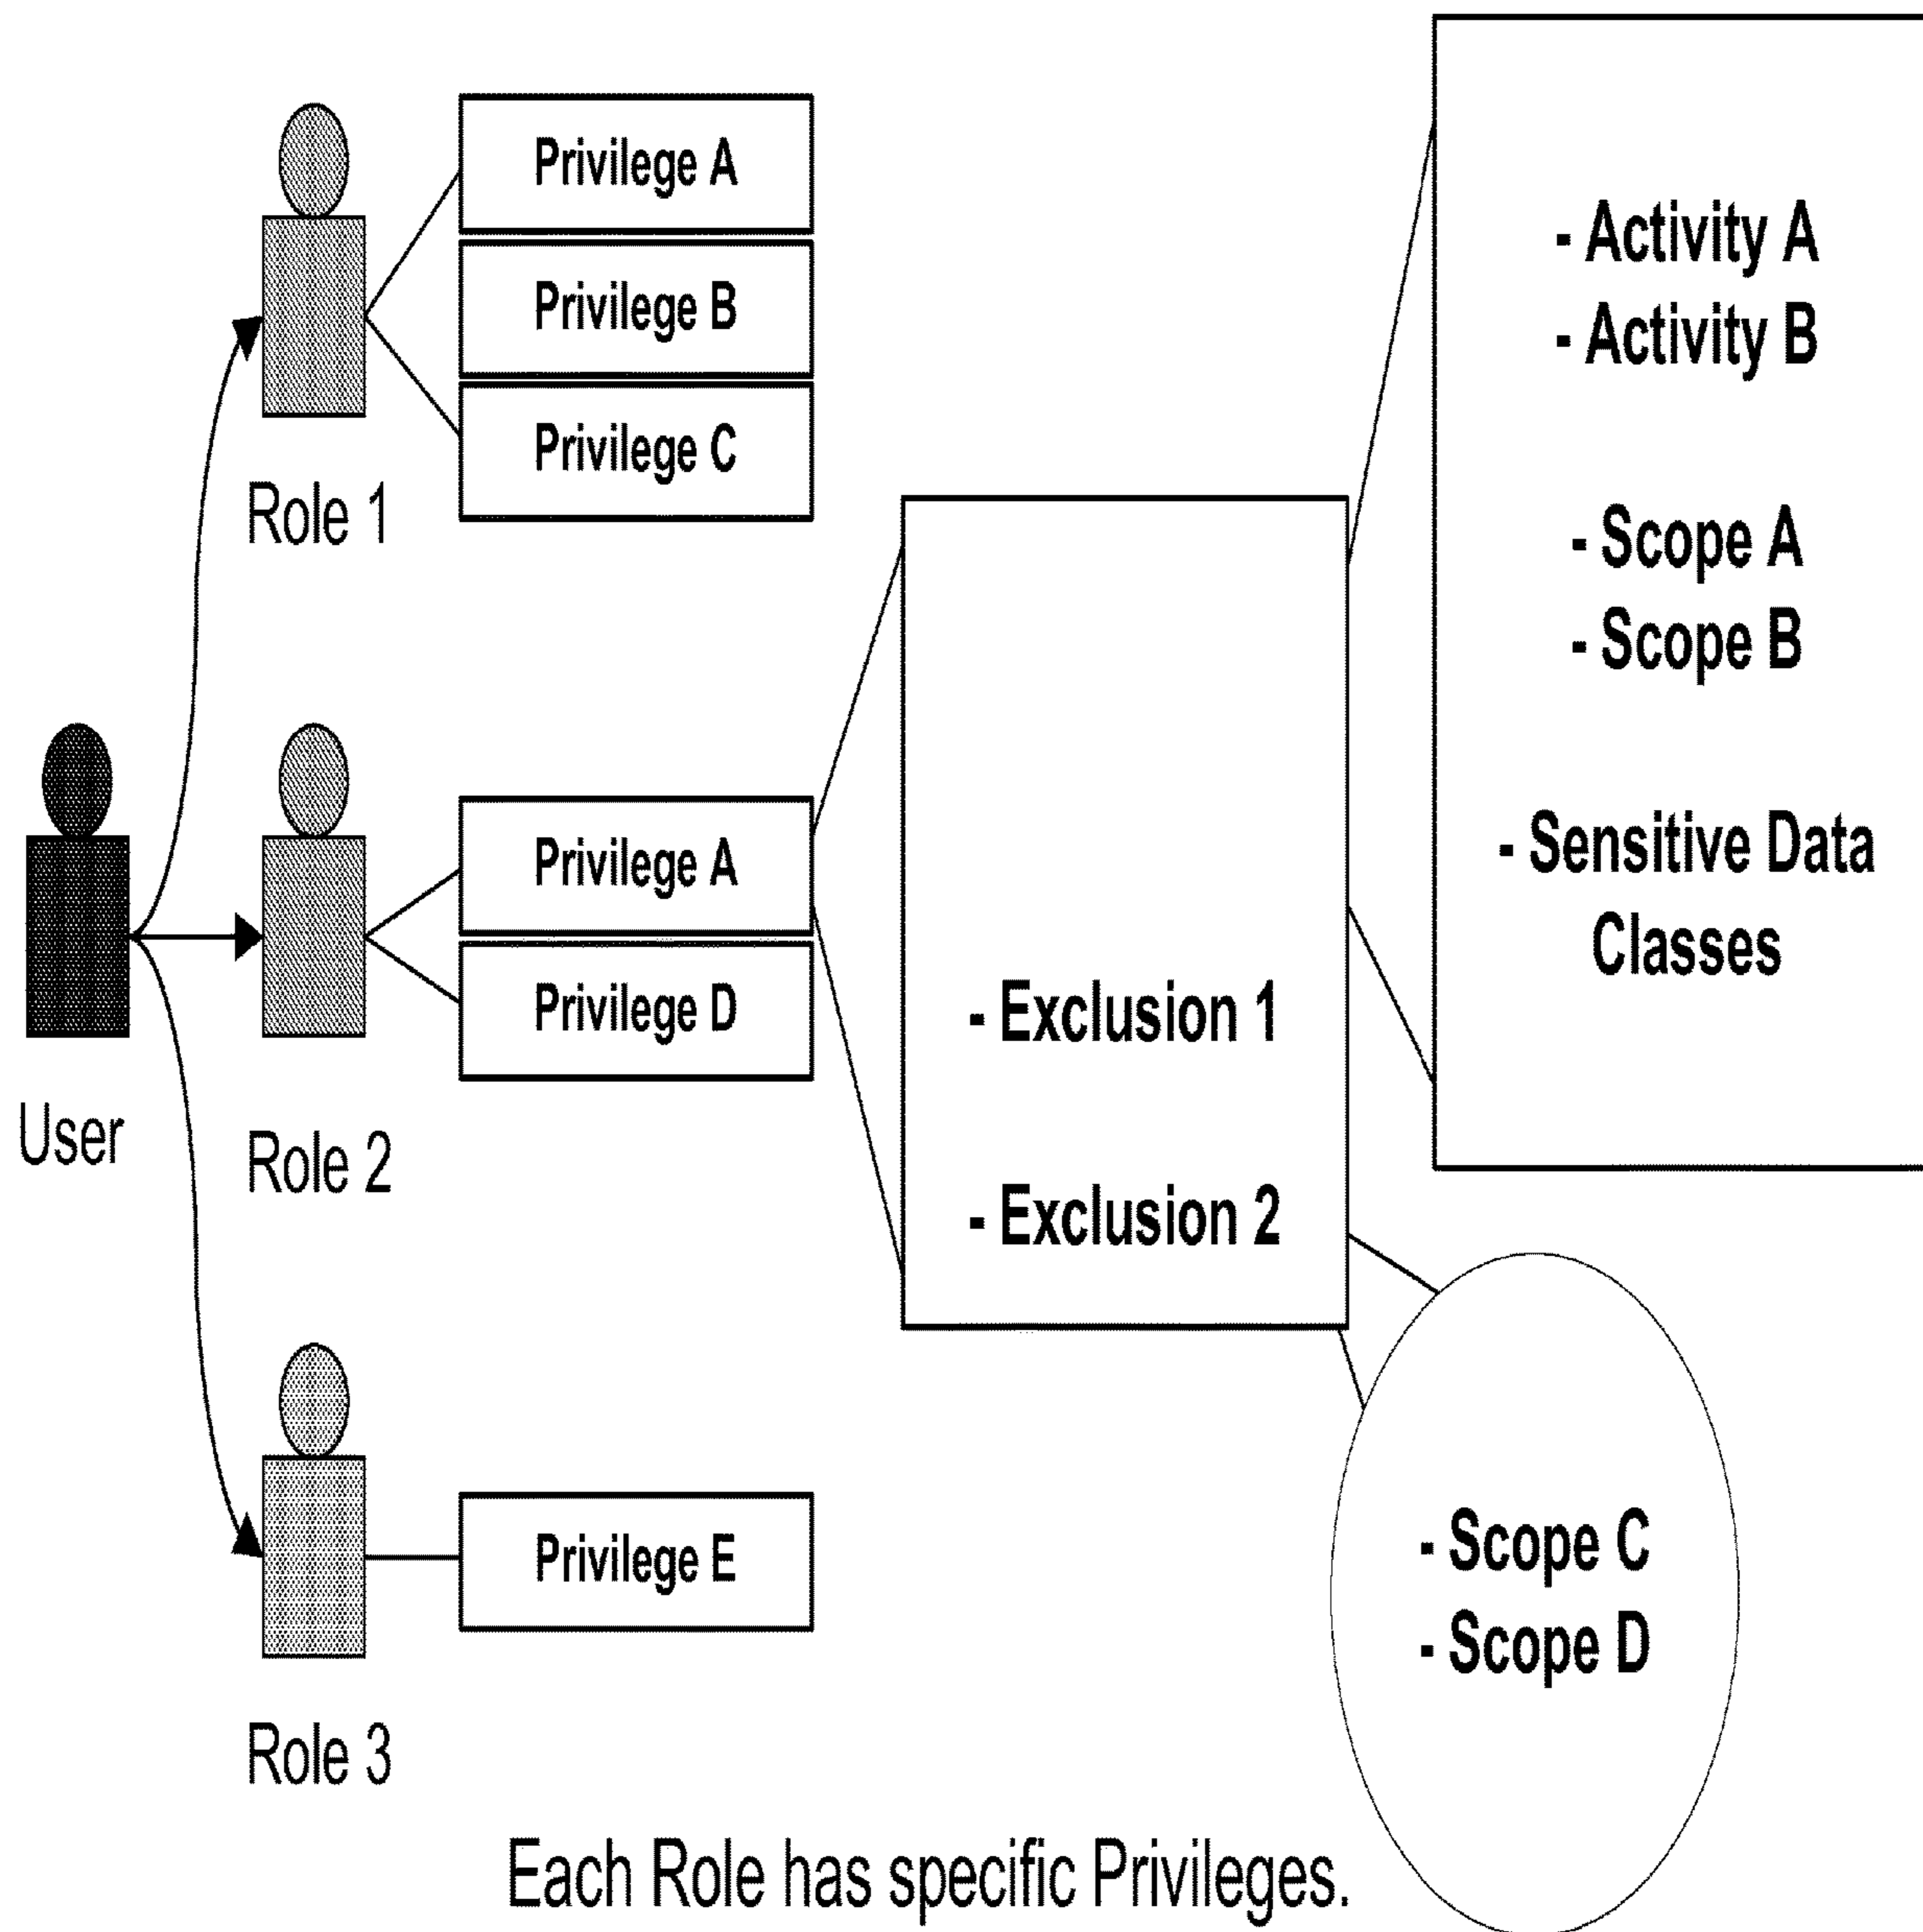 Privilege A
Privilege B
Privilege C
Role 1
User
Privilege A
Privilege D
Role 2
Privilege E
Role 3
- Exclusion 1
- Exclusion 2
- Activity A
- Activity B
- Scope A
- Scope B
- Sensitive Data
Classes
- Scope C
- Scope D
Each Role has specific Privileges.